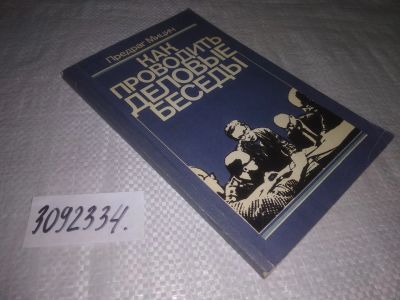 Предраг Мицич
КАК
ПРОВОДИТЬ
ДЕЛОВЫЕ
БЕСЕДЫ
3092334.